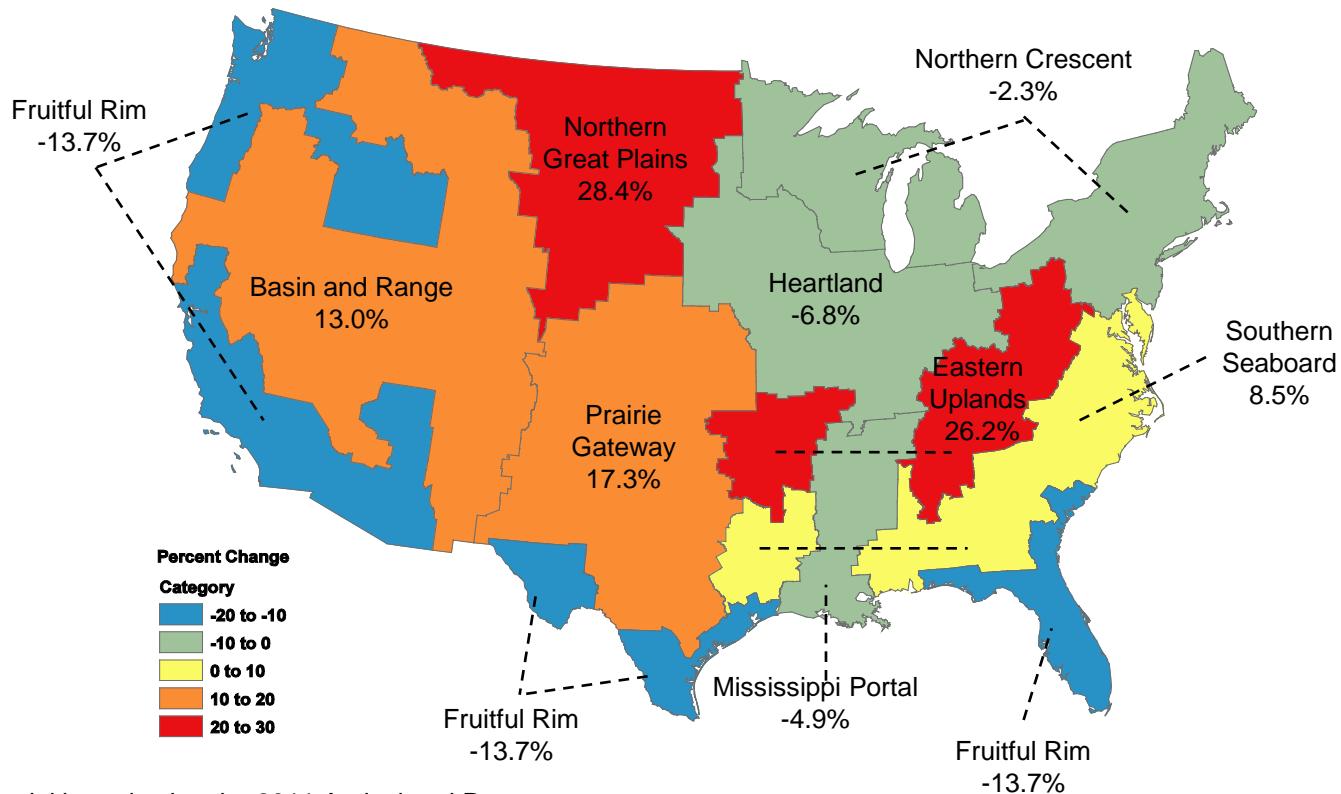 Northern Crescent
-2.3%
Fruitful Rim
-13.7%
Northern
Great Plains
28.4%
Basin and Range
13.0%
Heartland
-6.8%
Southern
Seaboard
8.5%
Eastern
Uplands
26.2%
Prairie
Gateway
17.3%
Percent Change
Category
-20 to -10
-10 to 0
0 to 10
10 to 20
20 to 30
Mississippi Portal
-4.9%
Fruitful Rim
-13.7%
Fruitful Rim
-13.7%